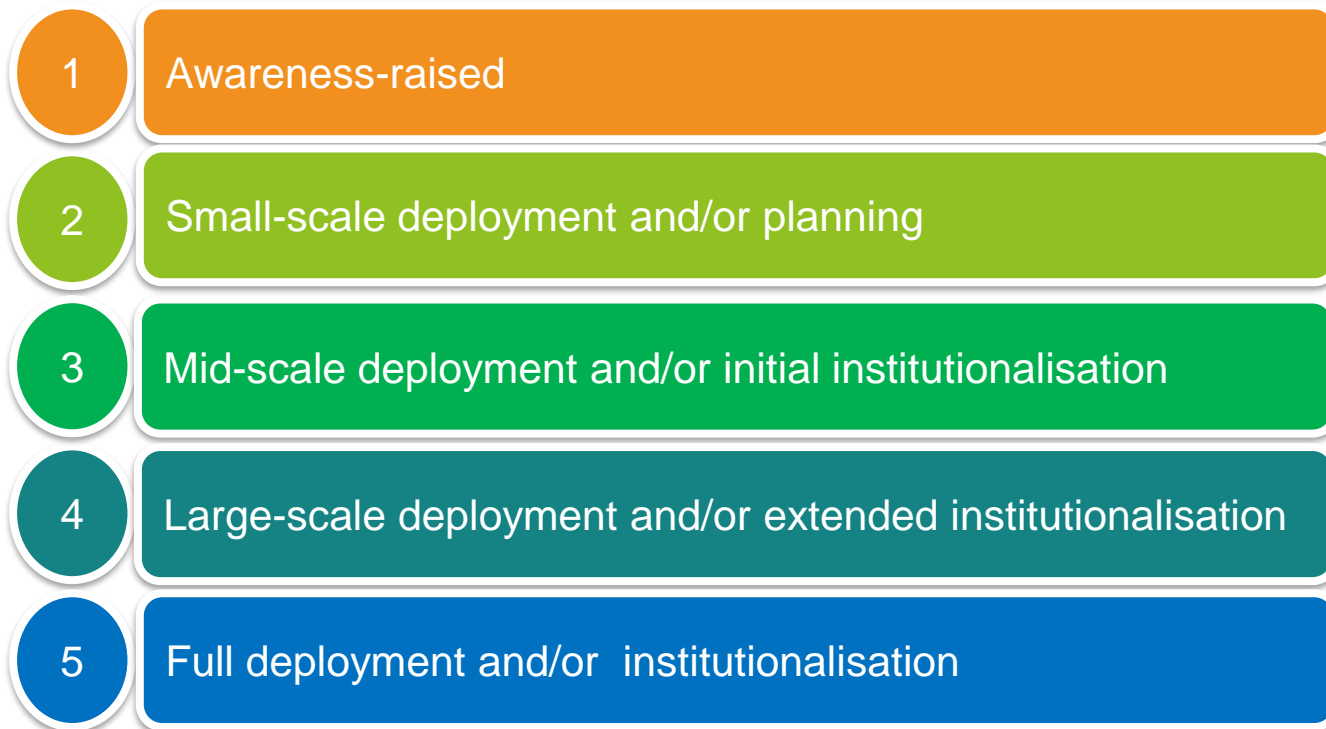 1 Awareness-raised
2 Small-scale deployment and/or planning
3 Mid-scale deployment and/or initial institutionalisation
4 Large-scale deployment and/or extended institutionalisation
5 Full deployment and/or  institutionalisation